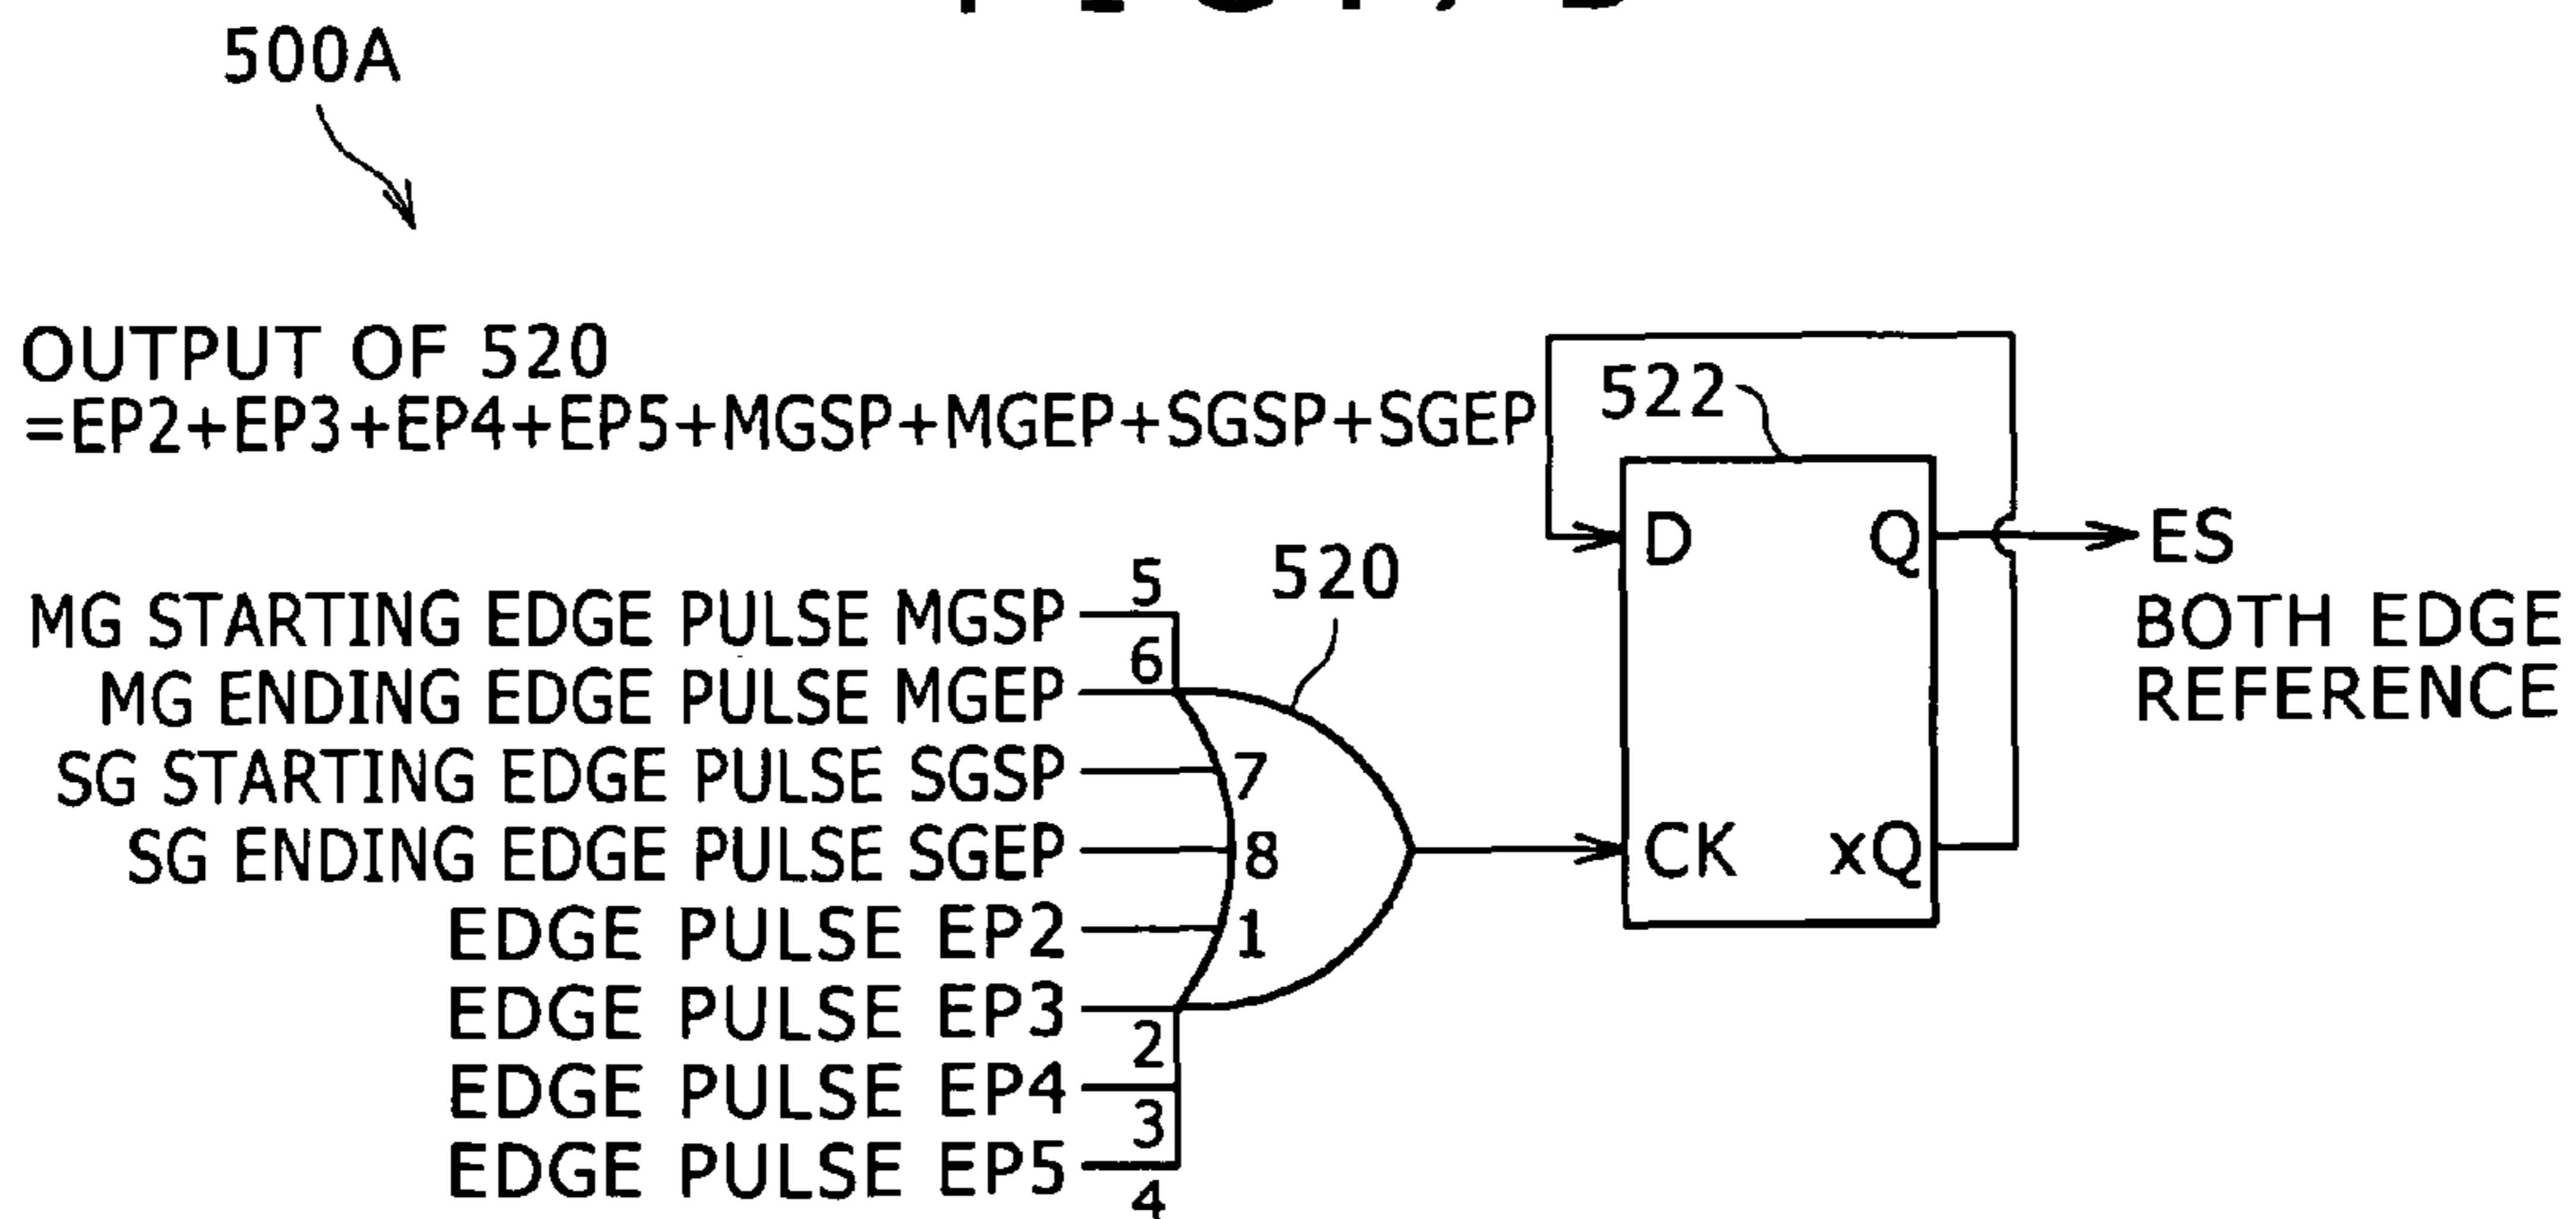 500A
OUTPUT OF 520
=EP2+EP3+EP4+EP5+MGSP+MGEP+SGSP+SGEP
522
D
Q
ES
BOTH EDGE
REFERENCE
CK
xQ
520
MG STARTING EDGE PULSE MGSP
5
MG ENDING EDGE PULSE MGEP
6
SG STARTING EDGE PULSE SGSP
7
SG ENDING EDGE PULSE SGEP
8
EDGE PULSE EP2
1
EDGE PULSE EP3
2
EDGE PULSE EP4
3
EDGE PULSE EP5
4